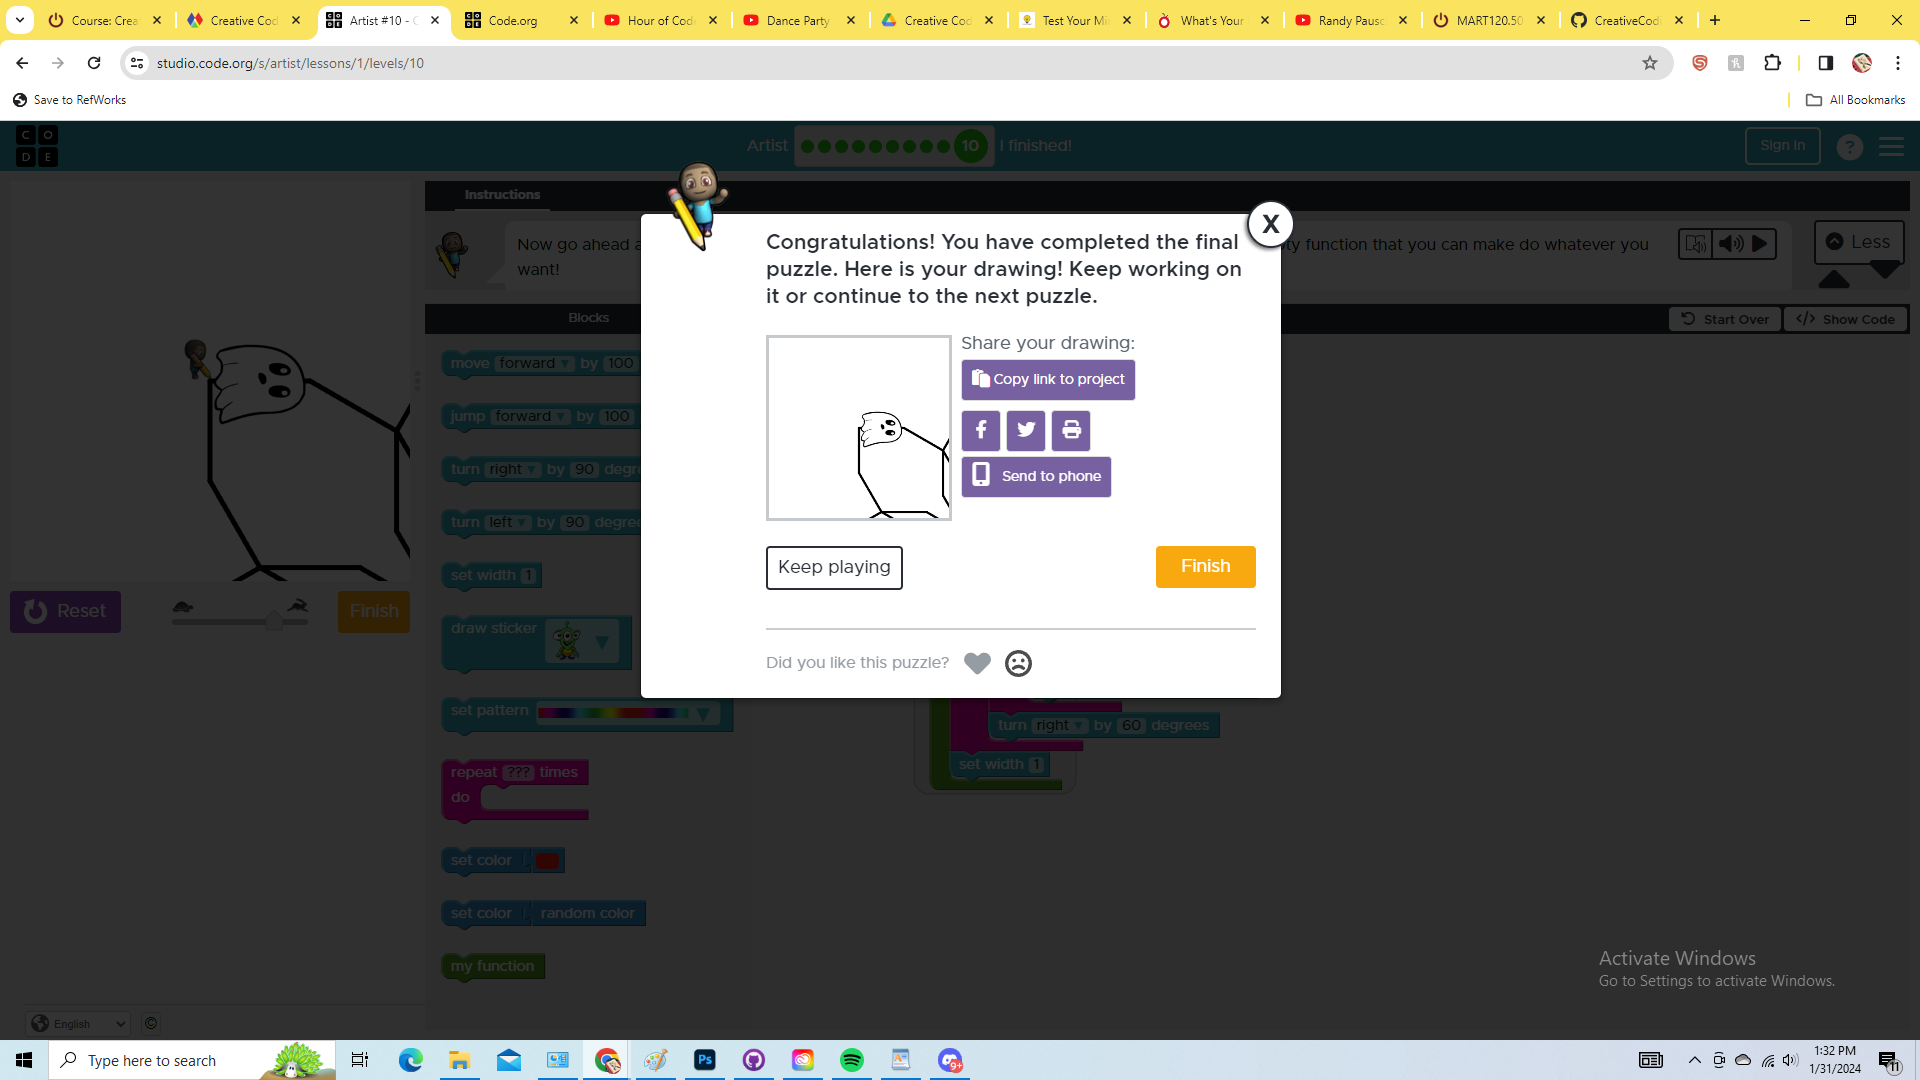 Course: Crea
Creative Cod
Artist #10 - C
Code.org
Hour of Code
Dance Party
Creative Cod
Test Your Mi
What's Your
Randy Pausc
MART120.50
CreativeCod
studio.code.org/s/artist/lessons/1/levels/10
Save to RefWorks
All Bookmarks
C O D E
Artist
10
I finished!
Sign in
?
Instructions
Now go ahead a
ty function that you can make do whatever you
want!
Less
Blocks
Start Over
</> Show Code
move forward by 100
jump forward by 100
turn right by 90 degre
turn left by 90 degree
set width 1
draw sticker
set pattern
repeat ??? times
do
set color
set color random color
my function
Reset
Finish
X
Congratulations! You have completed the final
puzzle. Here is your drawing! Keep working on
it or continue to the next puzzle.
Share your drawing:
Copy link to project
Send to phone
Keep playing
Finish
Did you like this puzzle?
turn right by 60 degrees
set width 1
Activate Windows
Go to Settings to activate Windows.
English
©
Type here to search
Ps
9+
1:32 PM
1/31/2024
11